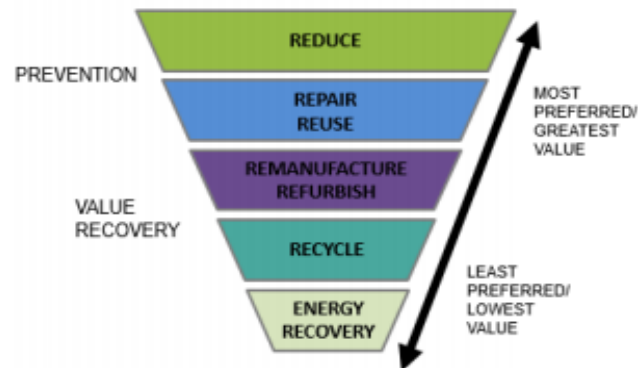 REDUCE
PREVENTION
REPAIR
REUSE
MOST
PREFERRED/
GREATEST
VALUE
REMANUFACTURE
REFURBISH
VALUE
RECOVERY
RECYCLE
LEAST
PREFERRED/
LOWEST
VALUE
ENERGY
RECOVERY